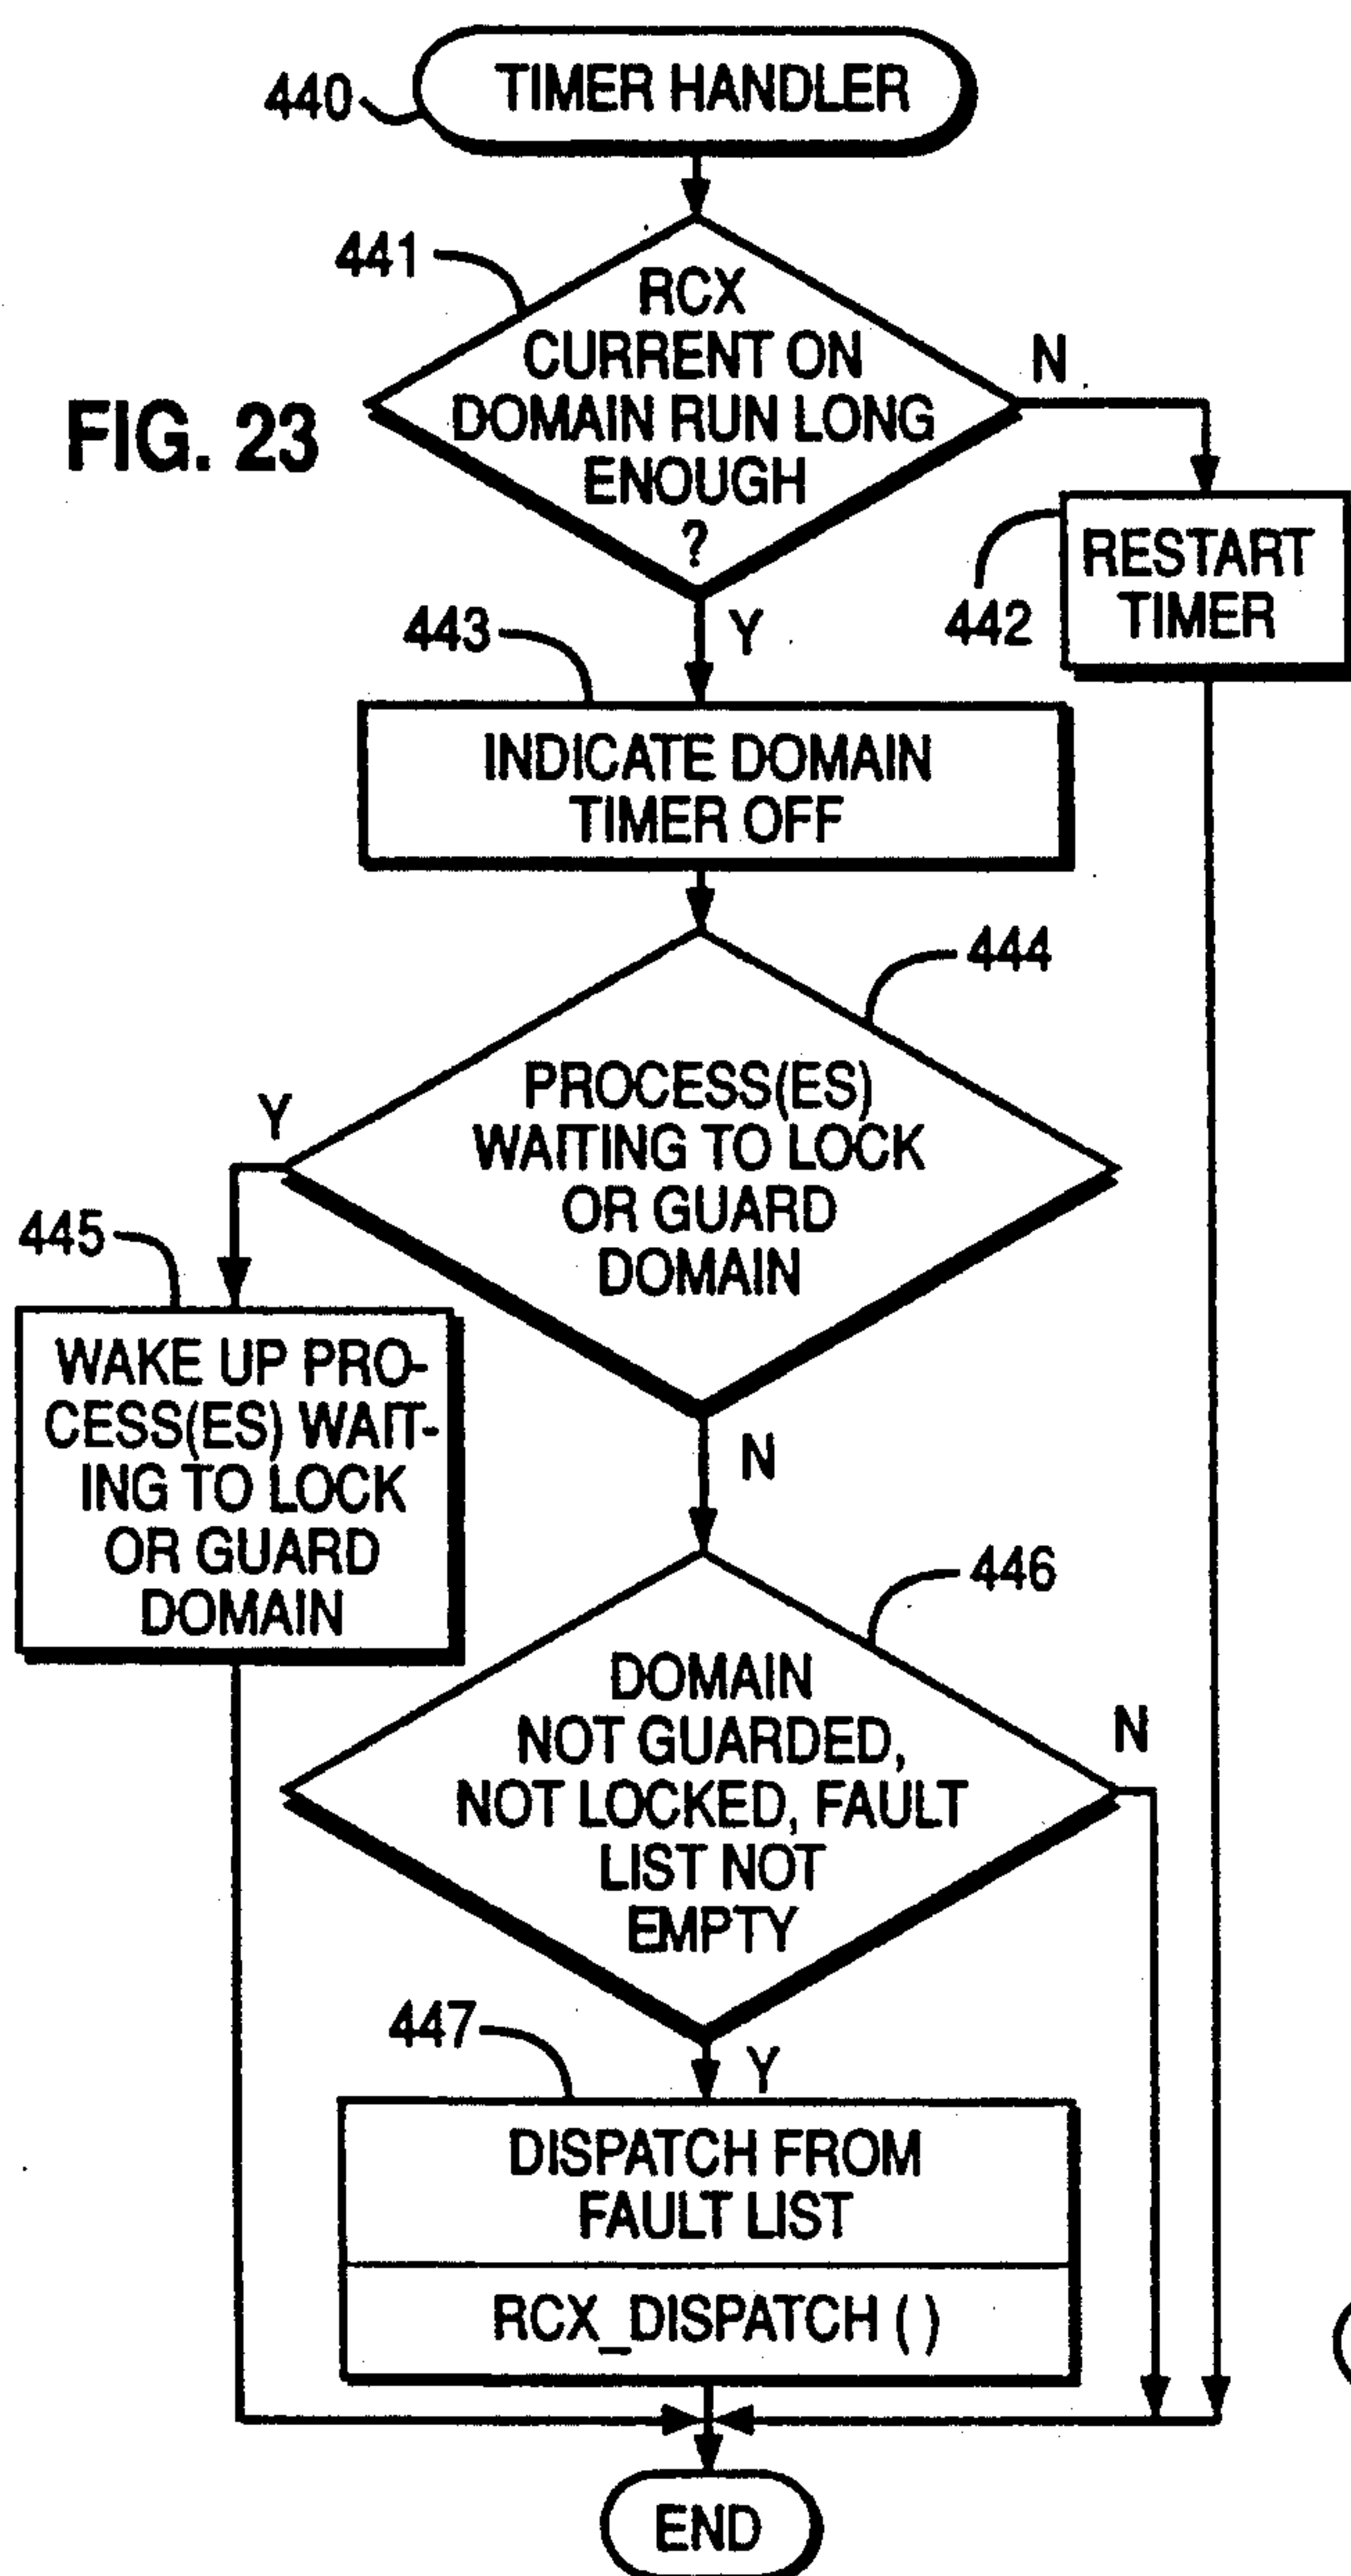 TIMER HANDLER
440
441
RCX
CURRENT ON
DOMAIN RUN LONG
ENOUGH
?
N
FIG. 23
RESTART
TIMER
442
Y
443
INDICATE DOMAIN
TIMER OFF
444
PROCESS(ES)
WAITING TO LOCK
OR GUARD
DOMAIN
Y
445
WAKE UP PRO-
CESS(ES) WAIT-
ING TO LOCK
OR GUARD
DOMAIN
N
446
DOMAIN
NOT GUARDED,
NOT LOCKED, FAULT
LIST NOT
EMPTY
N
447
Y
DISPATCH FROM
FAULT LIST
RCX_DISPATCH ( )
END